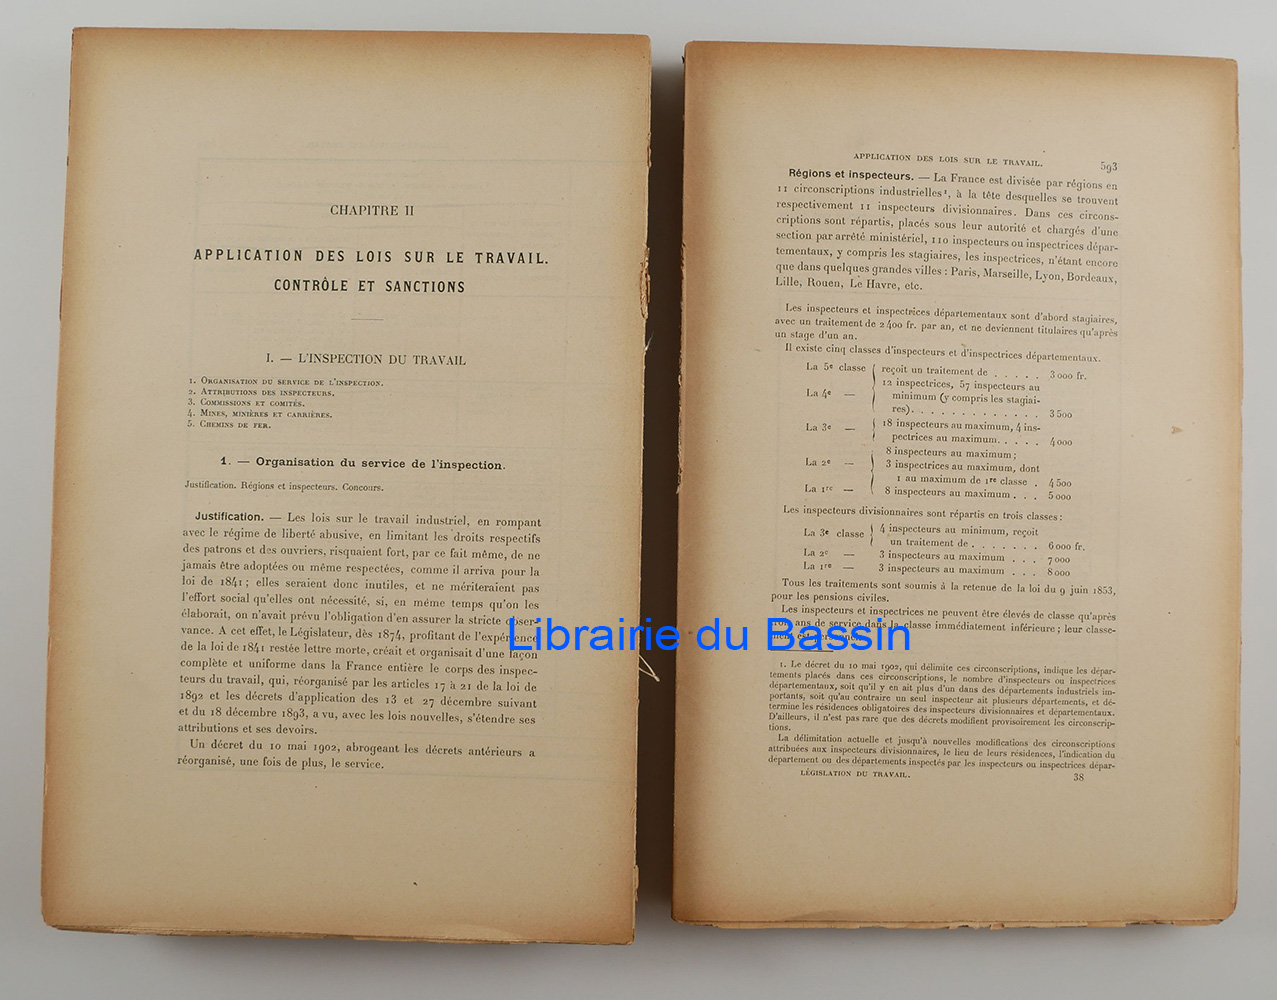 CHAPITRE II
APPLICATION DES LOIS SUR LE TRAVAIL.
CONTRÔLE ET SANCTIONS
I. — L'INSPECTION DU TRAVAIL
1. Organisation du service de l'inspection.
2. Attributions des inspecteurs.
3. Commissions et comités.
4. Mines, minières et carrières.
5. Chemins de fer.
1. — Organisation du service de l'inspection.
Justification. Régions et inspecteurs. Concours.
Justification. — Les lois sur le travail industriel, en rompant
avec le régime de liberté abusive, en limitant les droits respectifs
des patrons et des ouvriers, risquaient fort, par ce fait même, de ne
jamais être adoptées ou même respectées, comme il arriva pour la
loi de 1841 ; elles seraient donc inutiles, et ne mériteraient pas
l'effort social qu'elles ont nécessité, si, en même temps qu'on les
élaborait, on n'avait prévu l'obligation d'en assurer la stricte obser-
vance. A cet effet, le Législateur, dès 1874, profitant de l'expérience
de la loi de 1841 restée lettre morte, créait et organisait d'une façon
complète et uniforme dans la France entière le corps des inspec-
teurs du travail, qui, réorganisé par les articles 17 à 21 de la loi de
1892 et les décrets d'application des 13 et 27 décembre suivant
et du 18 décembre 1893, a vu, avec les lois nouvelles, s'étendre ses
attributions et ses devoirs.
Un décret du 10 mai 1902, abrogeant les décrets antérieurs a
réorganisé, une fois de plus, le service.
APPLICATION DES LOIS SUR LE TRAVAIL. 593
Régions et inspecteurs. — La France est divisée par régions en
11 circonscriptions industrielles¹, à la tête desquelles se trouvent
respectivement 11 inspecteurs divisionnaires. Dans ces circons-
criptions sont répartis, placés sous leur autorité et chargés d'une
section par arrêté ministériel, 110 inspecteurs ou inspectrices dépar-
tementaux, y compris les stagiaires, les inspectrices, n'étant encore
que dans quelques grandes villes : Paris, Marseille, Lyon, Bordeaux,
Lille, Rouen, Le Havre, etc.
Les inspecteurs et inspectrices départementaux sont d'abord stagiaires,
avec un traitement de 2 400 fr. par an, et ne deviennent titulaires qu'après
un stage d'un an.
Il existe cinq classes d'inspecteurs et d'inspectrices départementaux.
La 5e classe reçoit un traitement de . . . . . 3 000 fr.
La 4e — 12 inspectrices, 57 inspecteurs au
minimum (y compris les stagiai-
res). . . . . . . . . . . . . 3 500
La 3e — 18 inspecteurs au maximum, 4 ins-
pectrices au maximum. . . . . 4 000
La 2e — 8 inspecteurs au maximum ;
3 inspectrices au maximum, dont
1 au maximum de 1re classe . 4 500
La 1re — 8 inspecteurs au maximum . . . 5 000
Les inspecteurs divisionnaires sont répartis en trois classes :
La 3e classe 4 inspecteurs au minimum, reçoit
un traitement de . . . . . . . 6 000 fr.
La 2e — 3 inspecteurs au maximum . . . 7 000
La 1re — 3 inspecteurs au maximum . . . 8 000
Tous les traitements sont soumis à la retenue de la loi du 9 juin 1853,
pour les pensions civiles.
Les inspecteurs et inspectrices ne peuvent être élevés de classe qu'après
trois ans de service dans la classe immédiatement inférieure ; leur classe-
ment est
Librairie du Bassin
1. Le décret du 10 mai 1902, qui délimite ces circonscriptions, indique les dépar-
tements placés dans ces circonscriptions, le nombre d'inspecteurs ou inspectrices
départementaux, soit qu'il y en ait plus d'un dans des départements industriels im-
portants, soit qu'au contraire un seul inspecteur ait plusieurs départements, et dé-
termine les résidences obligatoires des inspecteurs divisionnaires et départementaux.
D'ailleurs, il n'est pas rare que des décrets modifient provisoirement les circonscrip-
tions.
La délimitation actuelle et jusqu'à nouvelles modifications des circonscriptions
attribuées aux inspecteurs divisionnaires, le lieu de leurs résidences, l'indication du
département ou des départements inspectés par les inspecteurs ou inspectrices dépar-
LÉGISLATION DU TRAVAIL. 38